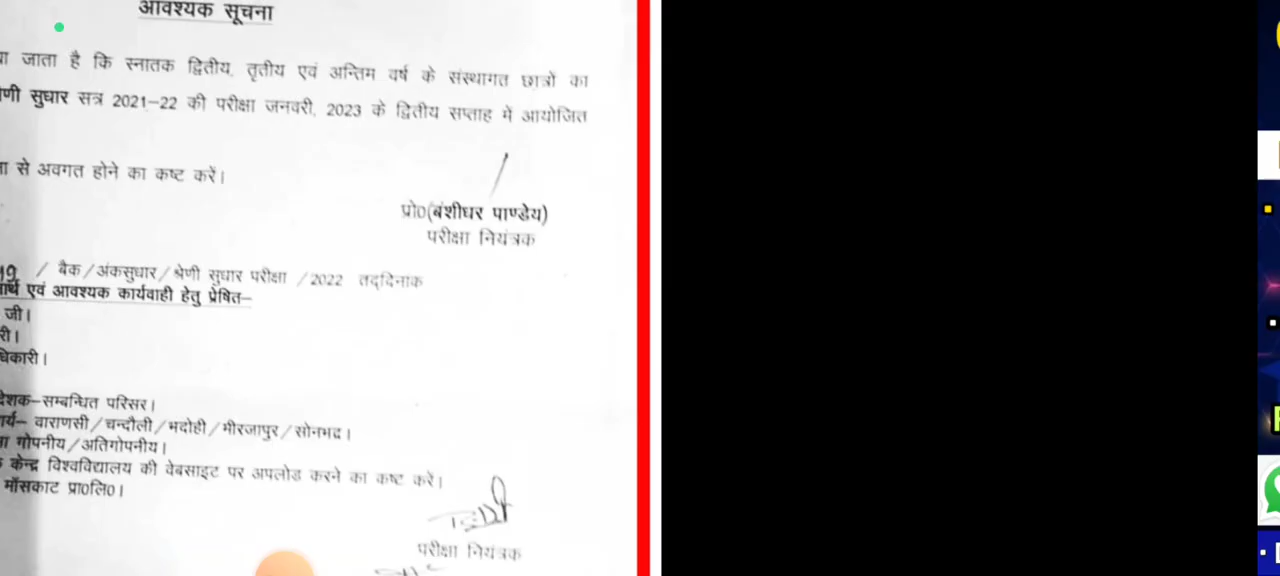 आवश्यक सूचना
जाता है कि स्नातक द्वितीय, तृतीय एवं अन्तिम वर्ष के संस्थागत छात्रों का
सुधार सत्र 2021–22 की परीक्षा जनवरी, 2023 के द्वितीय सप्ताह में आयोजित
से अवगत होने का कष्ट करें।
प्रो0(बंशीधर पाण्डेय)
परीक्षा नियंत्रक
/ बैक/अंकसुधार/श्रेणी सुधार परीक्षा /2022 तद्दिनांक
एवं आवश्यक कार्यवाही हेतु प्रेषित–
जी।
–सम्बन्धित परिसर।
वाराणसी/चन्दौली/भदोही/मीरजापुर/सोनभद्र।
गोपनीय/अतिगोपनीय।
केन्द्र विश्वविद्यालय की वेबसाइट पर अपलोड करने का कष्ट करें।
मॉसकाट प्रा0लि0।
परीक्षा नियंत्रक